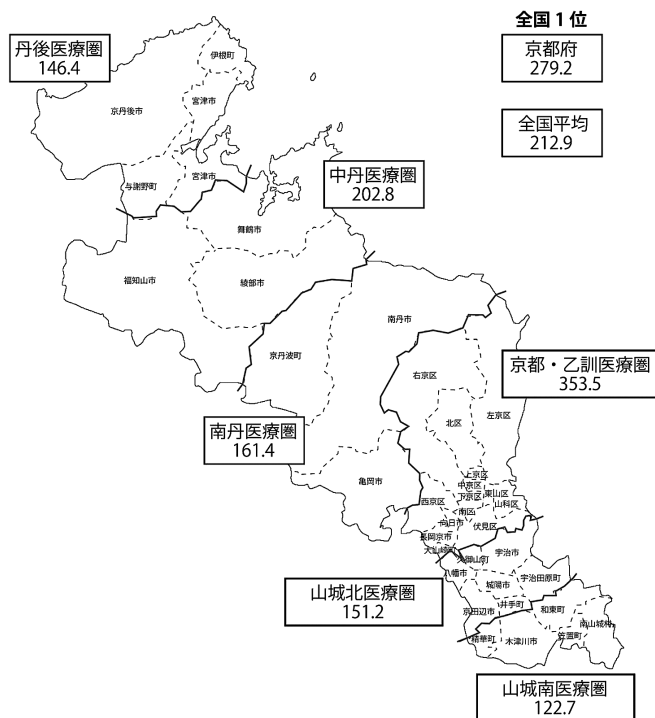 全国1位
京都府
279.2
全国平均
212.9
丹後医療圏
146.4
伊根町
京丹後市
宮津市
与謝野町
宮津市
中丹医療圏
202.8
舞鶴市
福知山市
綾部市
南丹市
京丹波町
右京区
京都・乙訓医療圏
353.5
北区
左京区
南丹医療圏
161.4
亀岡市
上京区
中京区
下京区
東山区
山科区
西京区
南区
向日市
伏見区
長岡京市
大山崎町
久御山町
宇治市
八幡市
城陽市
宇治田原町
山城北医療圏
151.2
京田辺市
井手町
和束町
南山城村
笠置町
精華町
木津川市
山城南医療圏
122.7